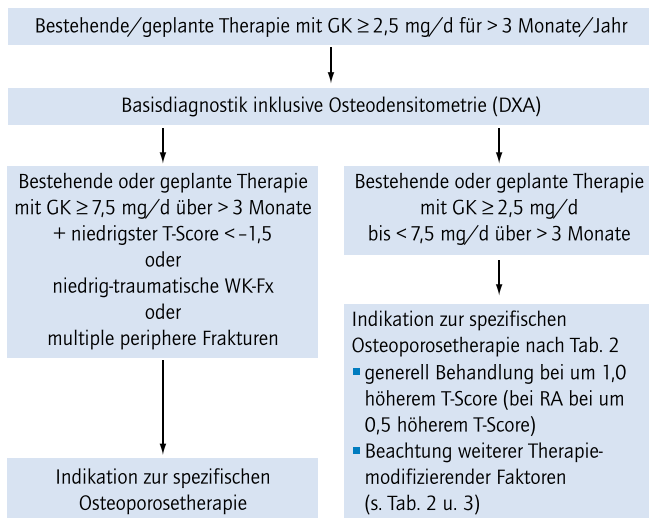 Bestehende/geplante Therapie mit GK ≥ 2,5 mg/d für > 3 Monate/Jahr
Basisdiagnostik inklusive Osteodensitometrie (DXA)
Bestehende oder geplante Therapie
mit GK ≥ 7,5 mg/d über > 3 Monate
+ niedrigster T-Score < –1,5
oder
niedrig-traumatische WK-Fx
oder
multiple periphere Frakturen
Indikation zur spezifischen
Osteoporosetherapie
Bestehende oder geplante Therapie
mit GK ≥ 2,5 mg/d
bis < 7,5 mg/d über > 3 Monate
Indikation zur spezifischen
Osteoporosetherapie nach Tab. 2
▪ generell Behandlung bei um 1,0
höherem T-Score (bei RA bei um
0,5 höherem T-Score)
▪ Beachtung weiterer Therapie-
modifizierender Faktoren
(s. Tab. 2 u. 3)